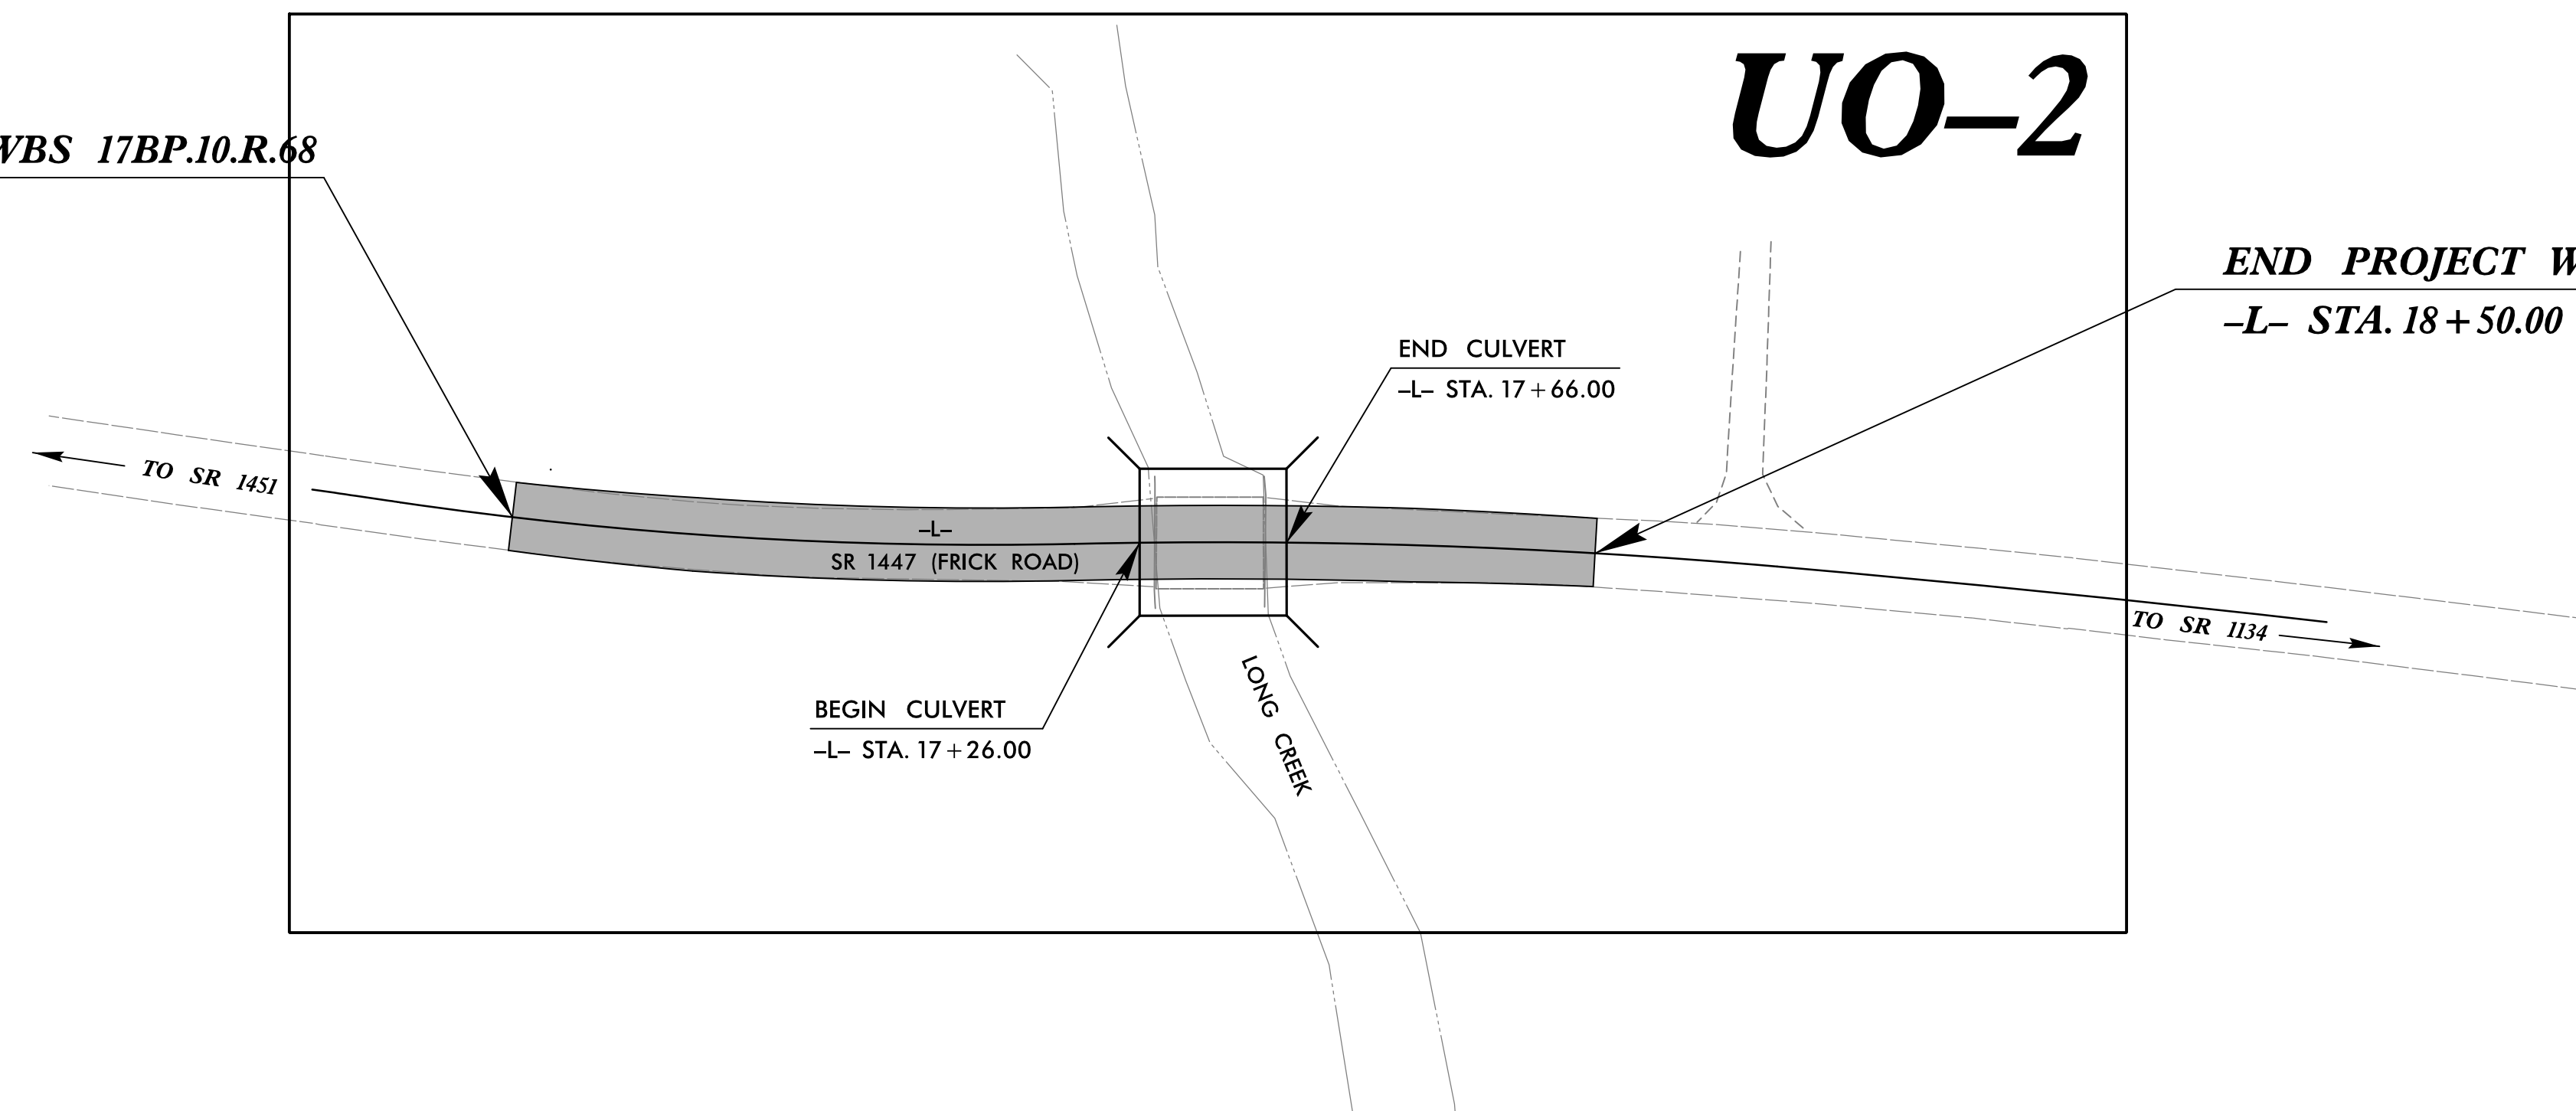 UO–2
17BP.10.R.68
END PROJECT
–L– STA. 18+50.00
END CULVERT
–L– STA. 17+66.00
TO SR 1451
–L–
SR 1447 (FRICK ROAD)
TO SR 1134
BEGIN CULVERT
–L– STA. 17+26.00
LONG CREEK